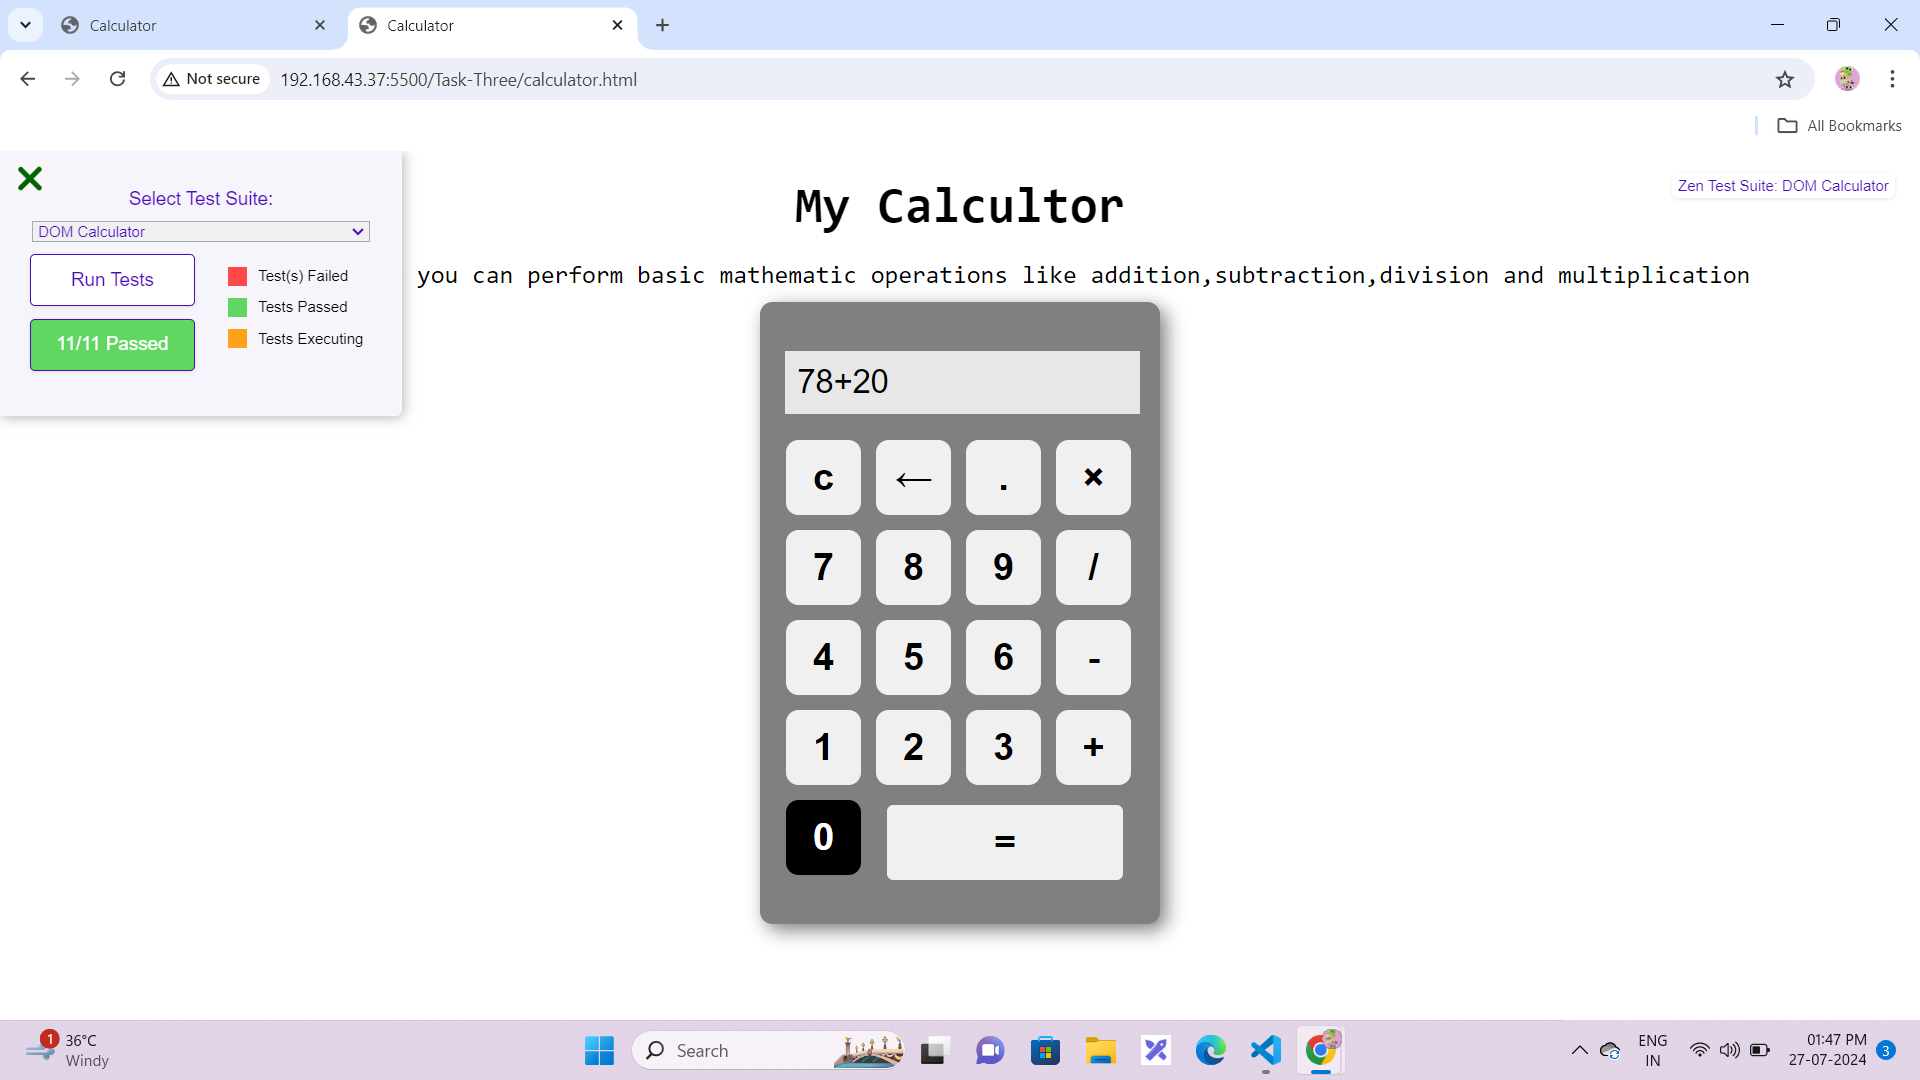 Calculator
Calculator
Not secure
192.168.43.37:5500/Task-Three/calculator.html
All Bookmarks
Select Test Suite:
DOM Calculator
Run Tests
11/11 Passed
Test(s) Failed
Tests Passed
Tests Executing
My Calcultor
Zen Test Suite: DOM Calculator
you can perform basic mathematic operations like addition,subtraction,division and multiplication
78+20
c ← . ×
7 8 9 /
4 5 6 -
1 2 3 +
0 =
1
36°C
Windy
Search
ENG
IN
01:47 PM
27-07-2024
3